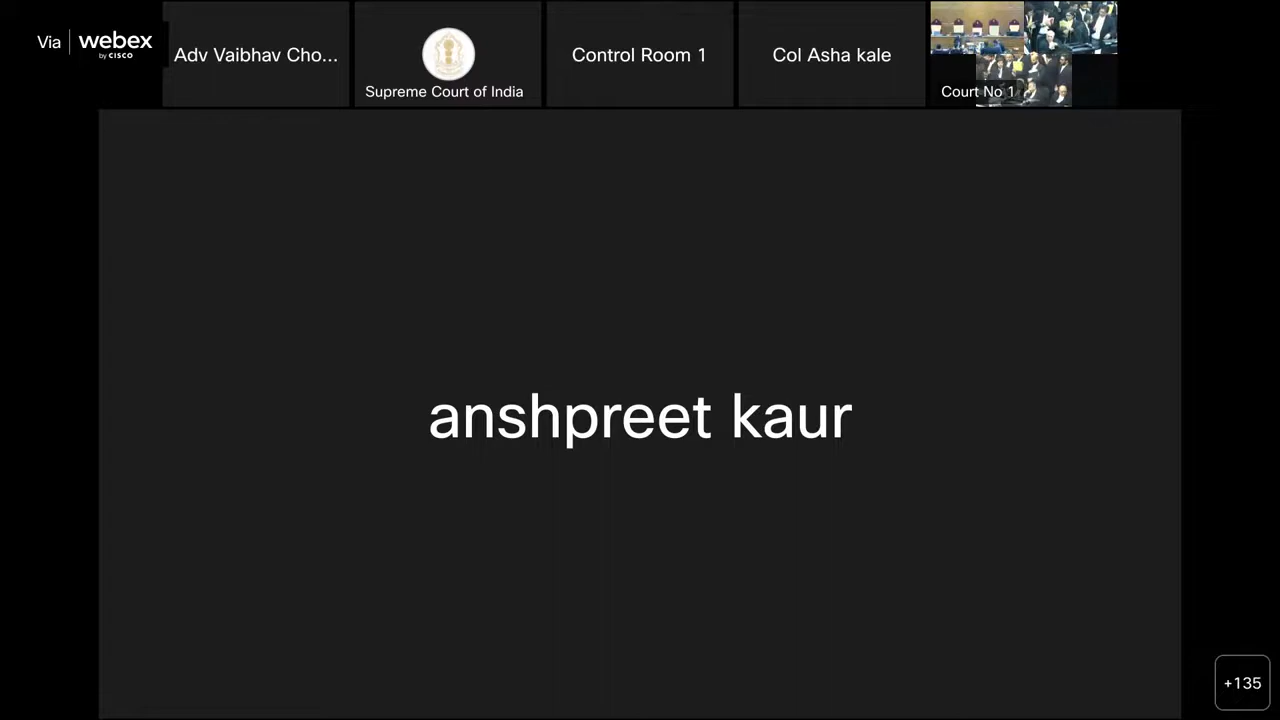 Via webex
by cisco
Adv Vaibhav Cho...
Supreme Court of India
Control Room 1
Col Asha kale
Court No 1
anshpreet kaur
+135